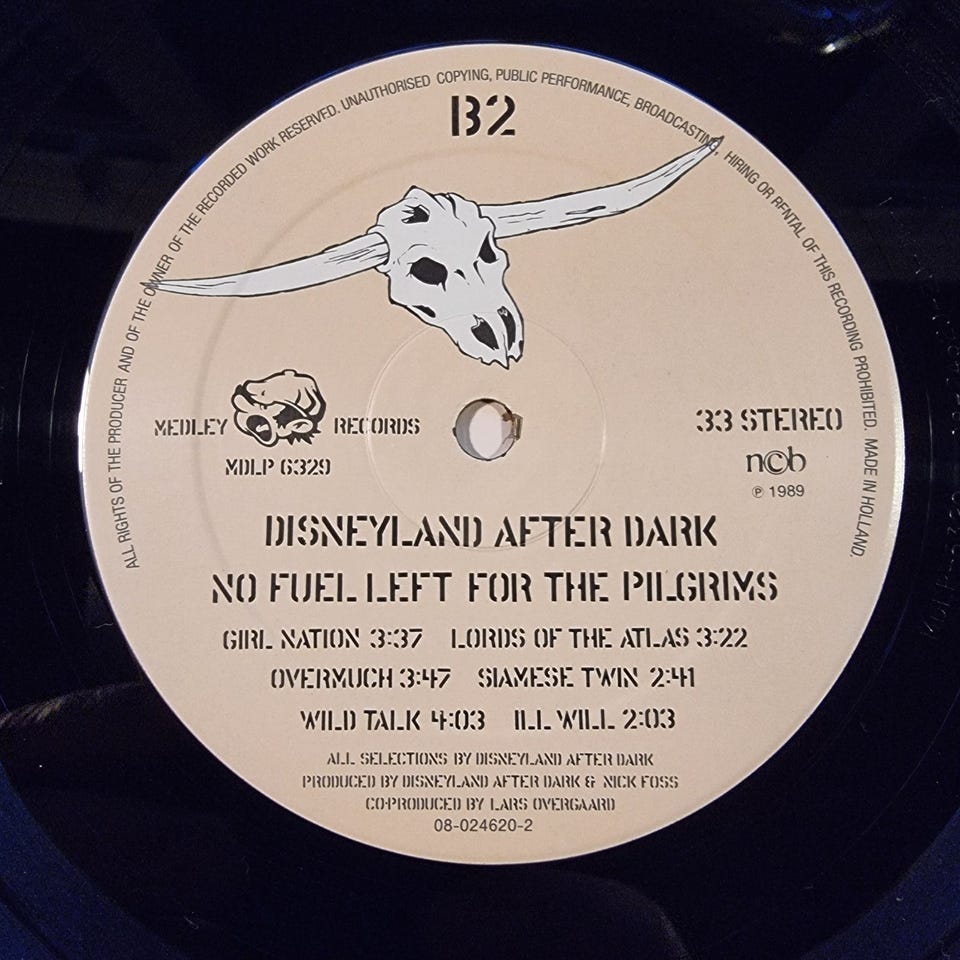 ALL RIGHTS OF THE PRODUCER AND OF THE OWNER OF THE RECORDED WORK RESERVED. UNAUTHORISED COPYING, PUBLIC PERFORMANCE, BROADCASTING, HIRING OR RENTAL OF THIS RECORDING PROHIBITED. MADE IN HOLLAND.
B2
MEDLEY RECORDS
MDLP 6329
33 STEREO
n©b
℗ 1989
DISNEYLAND AFTER DARK
NO FUEL LEFT FOR THE PILGRIMS
GIRL NATION 3:37 LORDS OF THE ATLAS 3:22
OVERMUCH 3:47 SIAMESE TWIN 2:41
WILD TALK 4:03 ILL WILL 2:03
ALL SELECTIONS BY DISNEYLAND AFTER DARK
PRODUCED BY DISNEYLAND AFTER DARK & NICK FOSS
CO-PRODUCED BY LARS OVERGAARD
08-024620-2